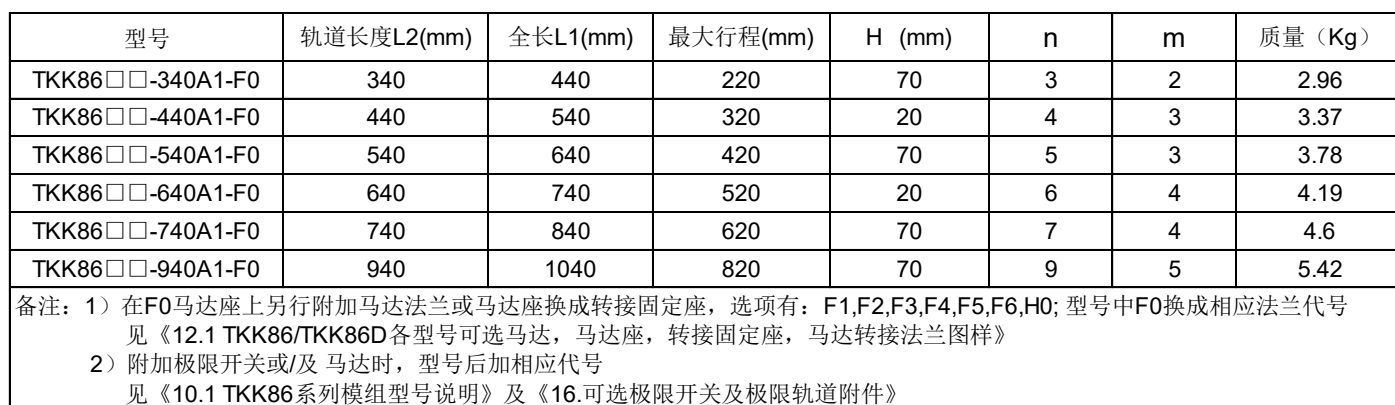 型号 轨道长度L2(mm) 全长L1(mm) 最大行程(mm) H (mm) n m 质量（Kg）
TKK86□□-340A1-F0 340 440 220 70 3 2 2.96
TKK86□□-440A1-F0 440 540 320 20 4 3 3.37
TKK86□□-540A1-F0 540 640 420 70 5 3 3.78
TKK86□□-640A1-F0 640 740 520 20 6 4 4.19
TKK86□□-740A1-F0 740 840 620 70 7 4 4.6
TKK86□□-940A1-F0 940 1040 820 70 9 5 5.42
备注：1）在F0马达座上另行附加马达法兰或马达座换成转接固定座，选项有：F1,F2,F3,F4,F5,F6,H0; 型号中F0换成相应法兰代号
见《12.1 TKK86/TKK86D各型号可选马达，马达座，转接固定座，马达转接法兰图样》
2）附加极限开关或/及 马达时，型号后加相应代号
见《10.1 TKK86系列模组型号说明》及《16.可选极限开关及极限轨道附件》